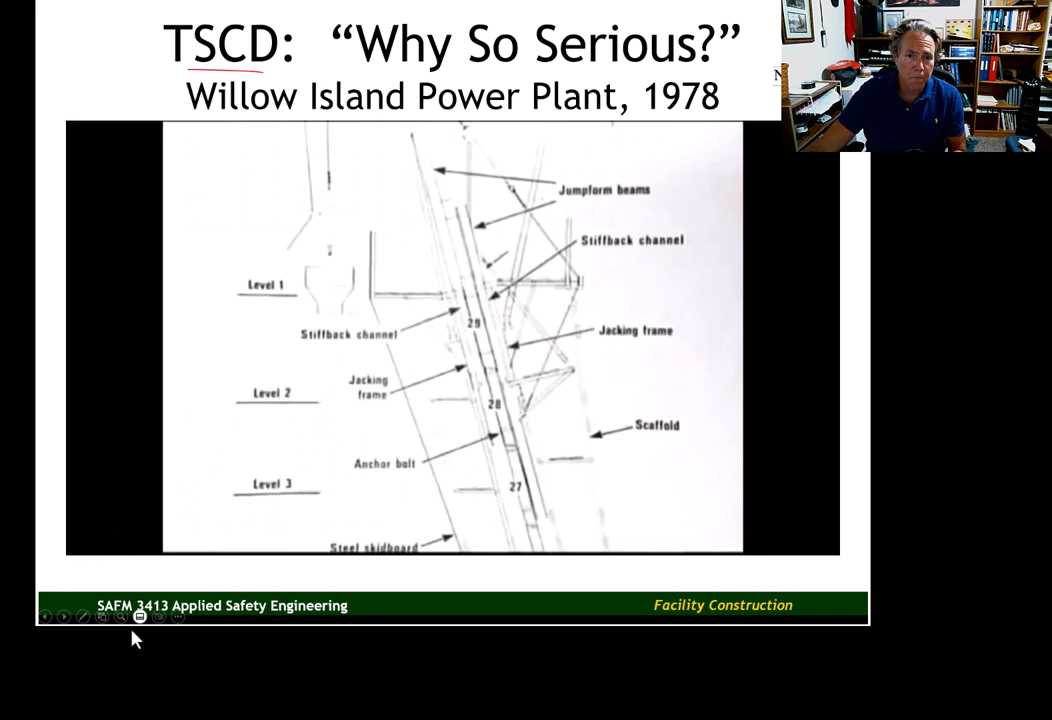 TSCD: “Why So Serious?”
Willow Island Power Plant, 1978
N
Jumpform beams
Stiffback channel
Level 1
29
Stiffback channel
Jacking frame
Jacking
frame
Level 2
28
Scaffold
Anchor bolt
Level 3
27
Steel skidboard
SAFM 3413 Applied Safety Engineering
Facility Construction